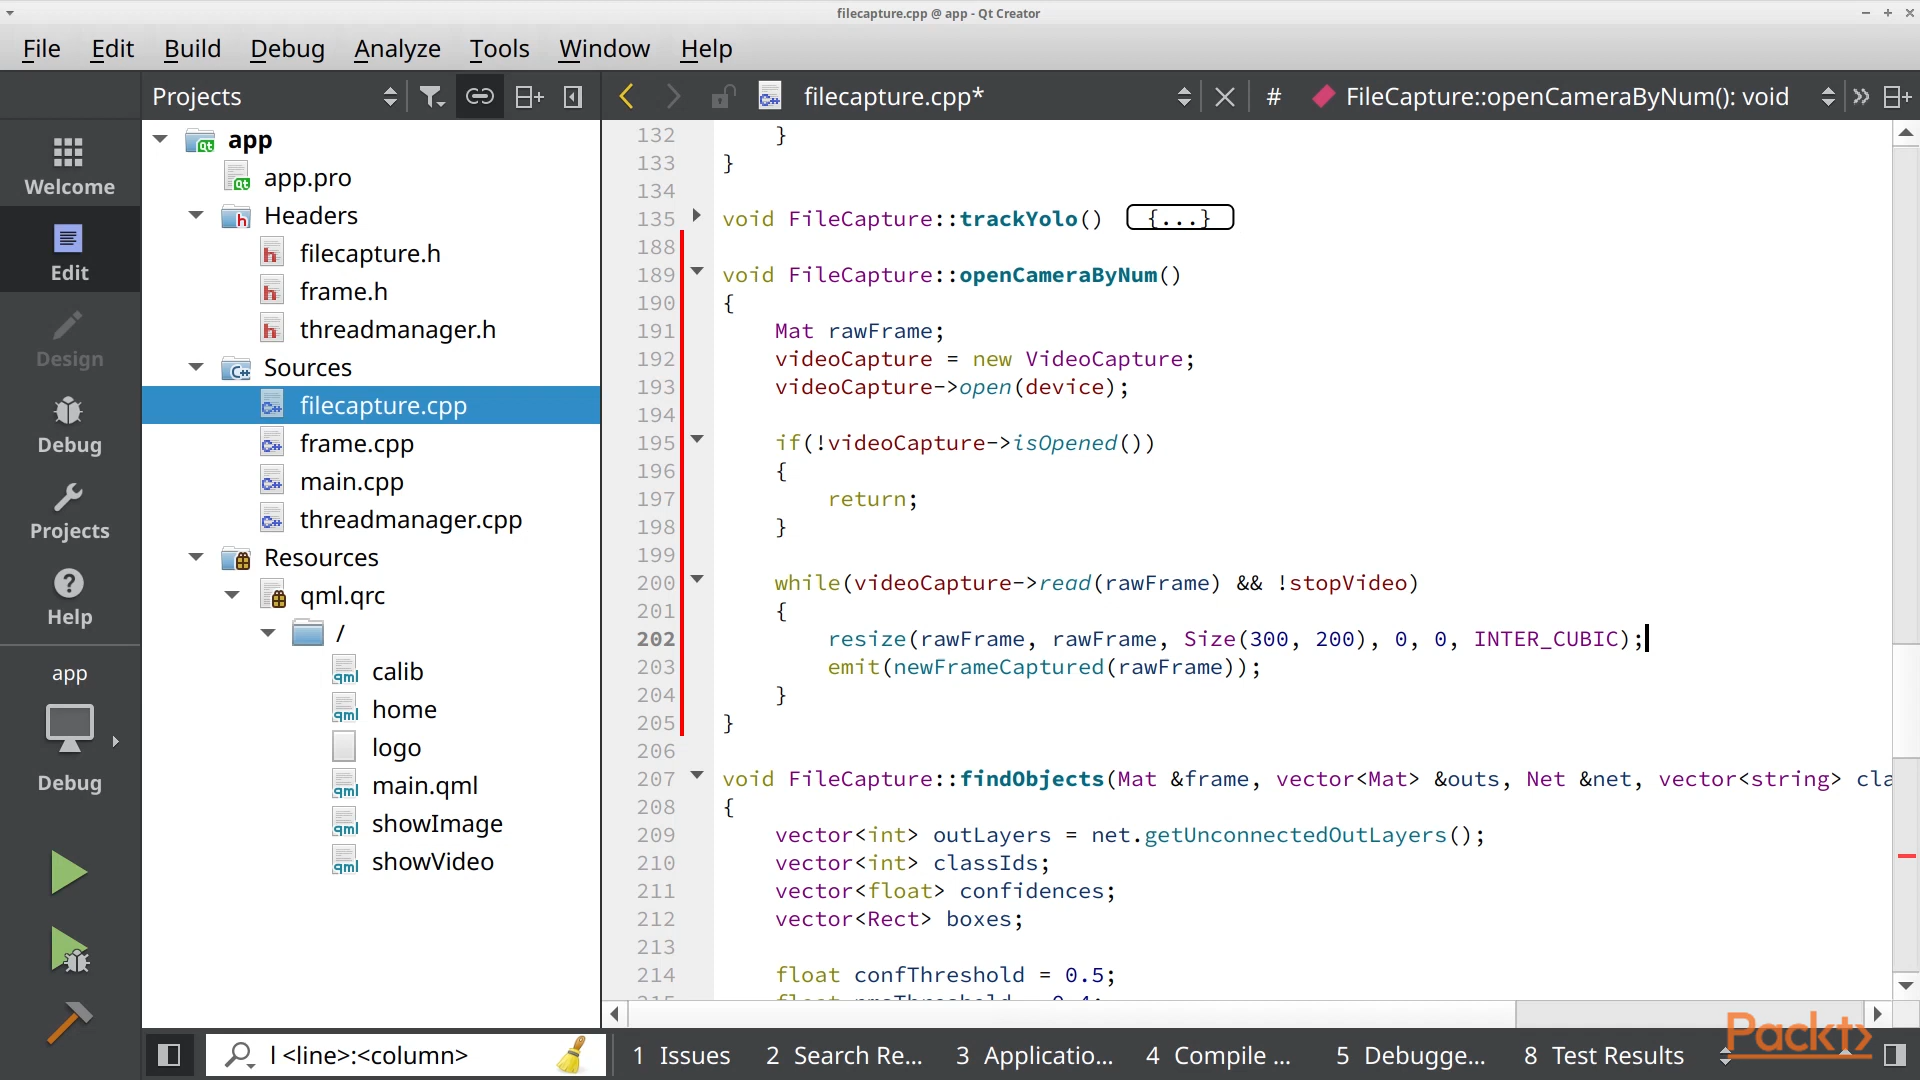 filecapture.cpp @ app - Qt Creator
File Edit Build Debug Analyze Tools Window Help
Projects
filecapture.cpp*
# FileCapture::openCameraByNum(): void
Welcome
Edit
Design
Debug
Projects
Help
app
Debug
app
app.pro
Headers
filecapture.h
frame.h
threadmanager.h
Sources
filecapture.cpp
frame.cpp
main.cpp
threadmanager.cpp
Resources
qml.qrc
/
calib
home
logo
main.qml
showImage
showVideo
132 }
133 }
134
135 void FileCapture::trackYolo() {...}
188
189 void FileCapture::openCameraByNum()
190 {
191 Mat rawFrame;
192 videoCapture = new VideoCapture;
193 videoCapture->open(device);
194
195 if(!videoCapture->isOpened())
196 {
197 return;
198 }
199
200 while(videoCapture->read(rawFrame) && !stopVideo)
201 {
202 resize(rawFrame, rawFrame, Size(300, 200), 0, 0, INTER_CUBIC);
203 emit(newFrameCaptured(rawFrame));
204 }
205 }
206
207 void FileCapture::findObjects(Mat &frame, vector<Mat> &outs, Net &net, vector<string> cla
208 {
209 vector<int> outLayers = net.getUnconnectedOutLayers();
210 vector<int> classIds;
211 vector<float> confidences;
212 vector<Rect> boxes;
213
214 float confThreshold = 0.5;
l <line>:<column>
1 Issues 2 Search Re... 3 Applicatio... 4 Compile ... 5 Debugge... 8 Test Results
Packt>